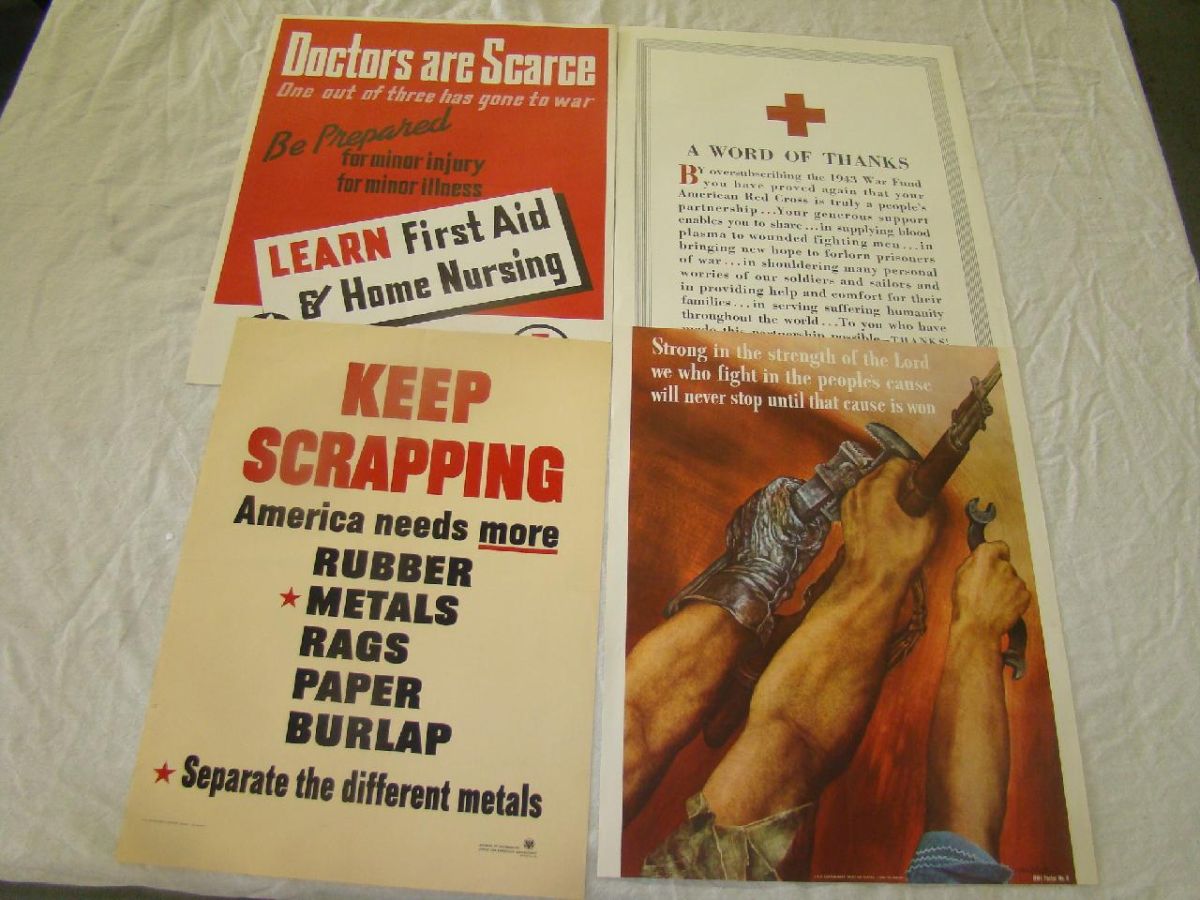 Doctors are Scarce
One out of three has gone to war
Be Prepared
for minor injury
for minor illness
LEARN First Aid
& Home Nursing
A WORD OF THANKS
BY oversubscribing the 1943 War Fund
you have proved again that your
American Red Cross is truly a people's
partnership...Your generous support
enables you to share...in supplying blood
plasma to wounded fighting men...in
bringing new hope to forlorn prisoners
of war...in shouldering many personal
worries of our soldiers and sailors and
in providing help and comfort for their
families...in serving suffering humanity
throughout the world...To you who have
made this partnership possible—THANKS!
KEEP
SCRAPPING
America needs more
RUBBER
METALS
RAGS
PAPER
BURLAP
Separate the different metals
Strong in the strength of the Lord
we who fight in the people's cause
will never stop until that cause is won